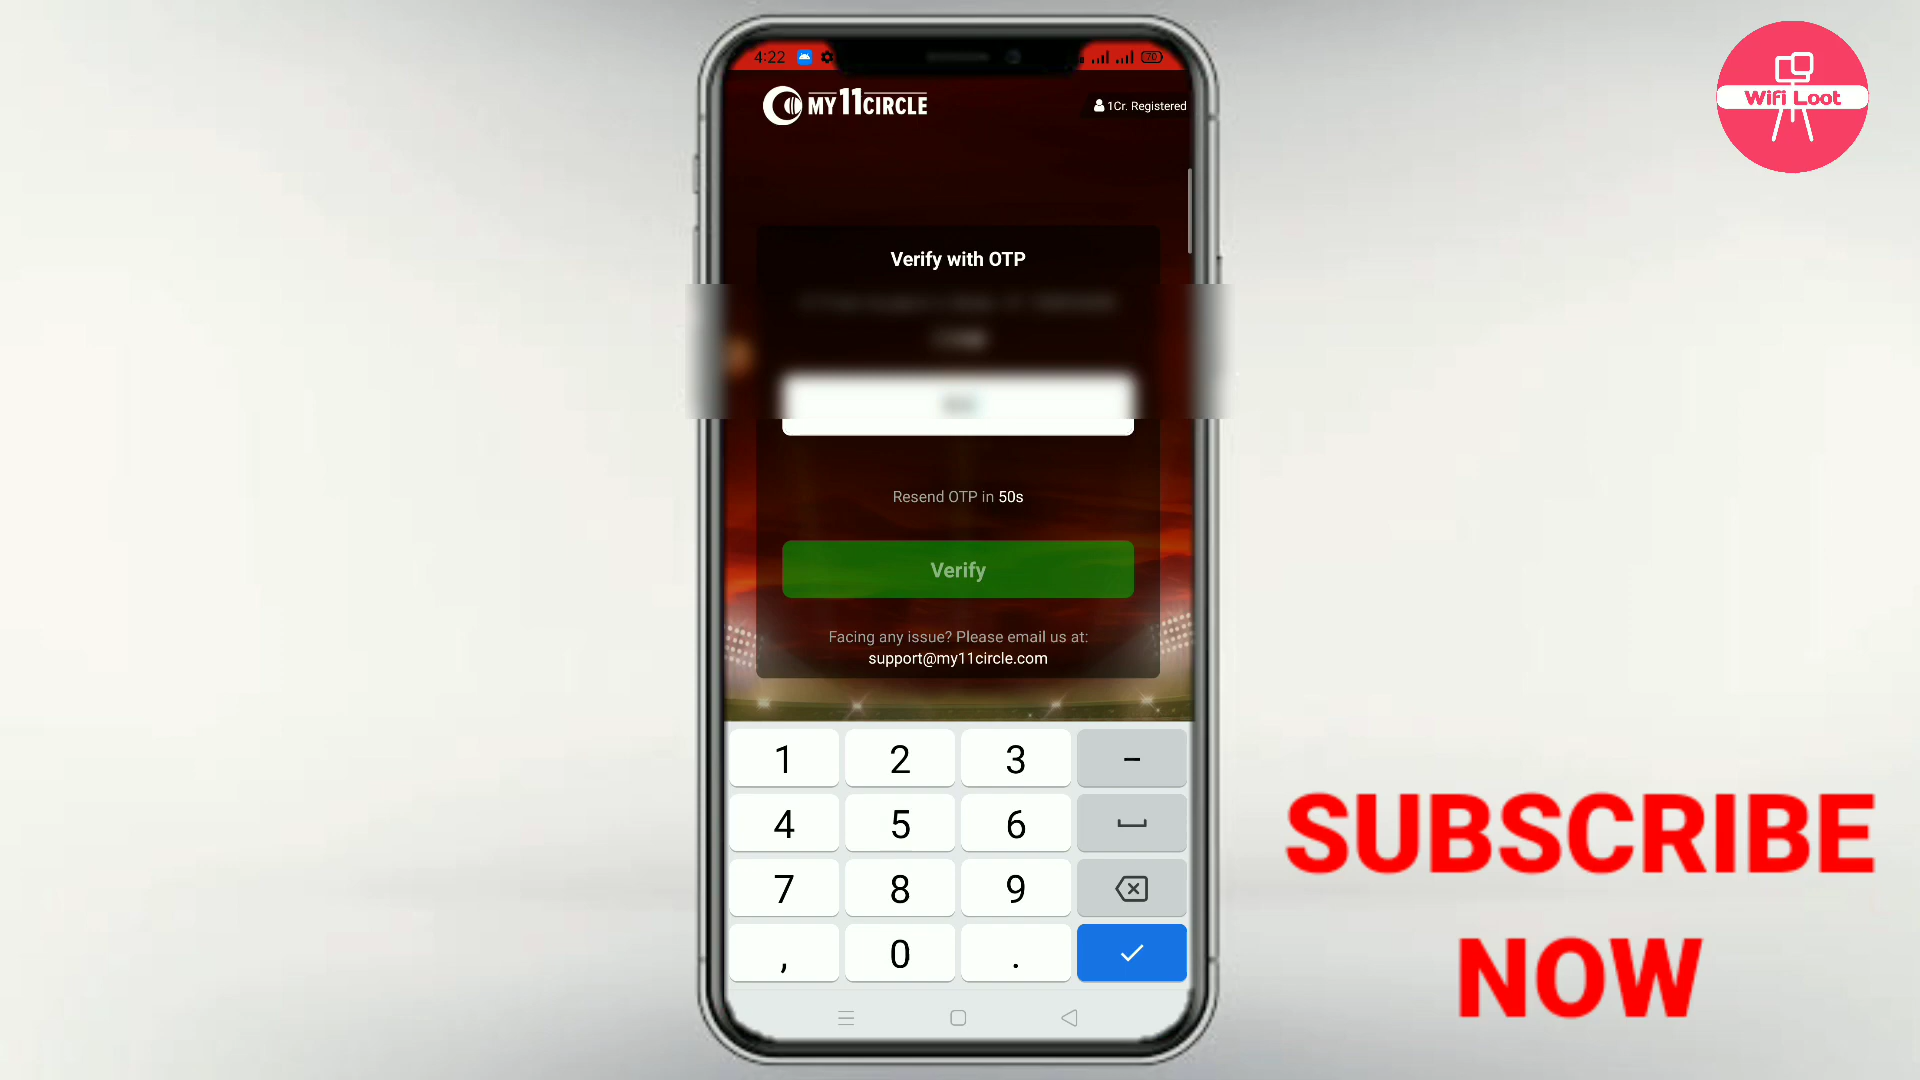 4:22
70
MY11CIRCLE
1Cr. Registered
WiFi Loot
Verify with OTP
Resend OTP in 50s
Verify
Facing any issue? Please email us at:
support@my11circle.com
1 2 3 -
4 5 6
7 8 9
, 0 .
SUBSCRIBE
NOW